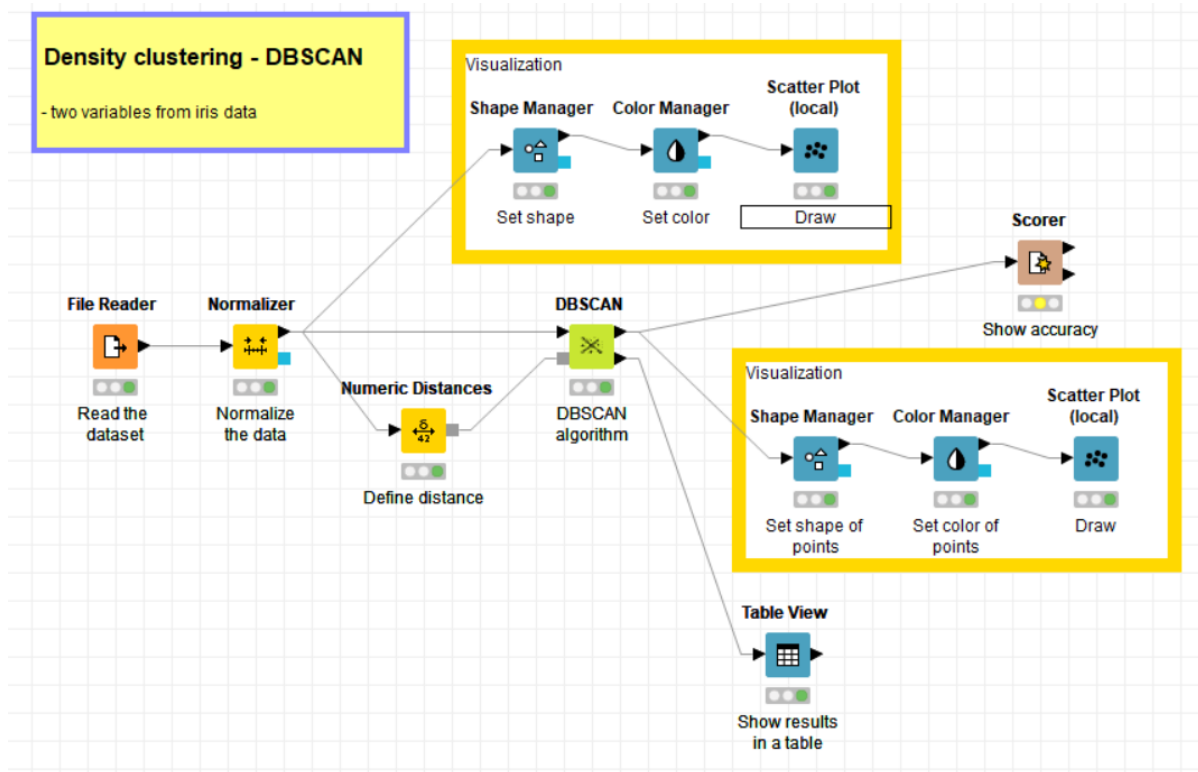 Density clustering - DBSCAN
- two variables from iris data
Visualization
Shape Manager
Color Manager
Scatter Plot
(local)
Set shape
Set color
Draw
Scorer
Show accuracy
File Reader
Read the
dataset
Normalizer
Normalize
the data
Numeric Distances
δ
42
Define distance
DBSCAN
DBSCAN
algorithm
Visualization
Shape Manager
Color Manager
Scatter Plot
(local)
Set shape of
points
Set color of
points
Draw
Table View
Show results
in a table